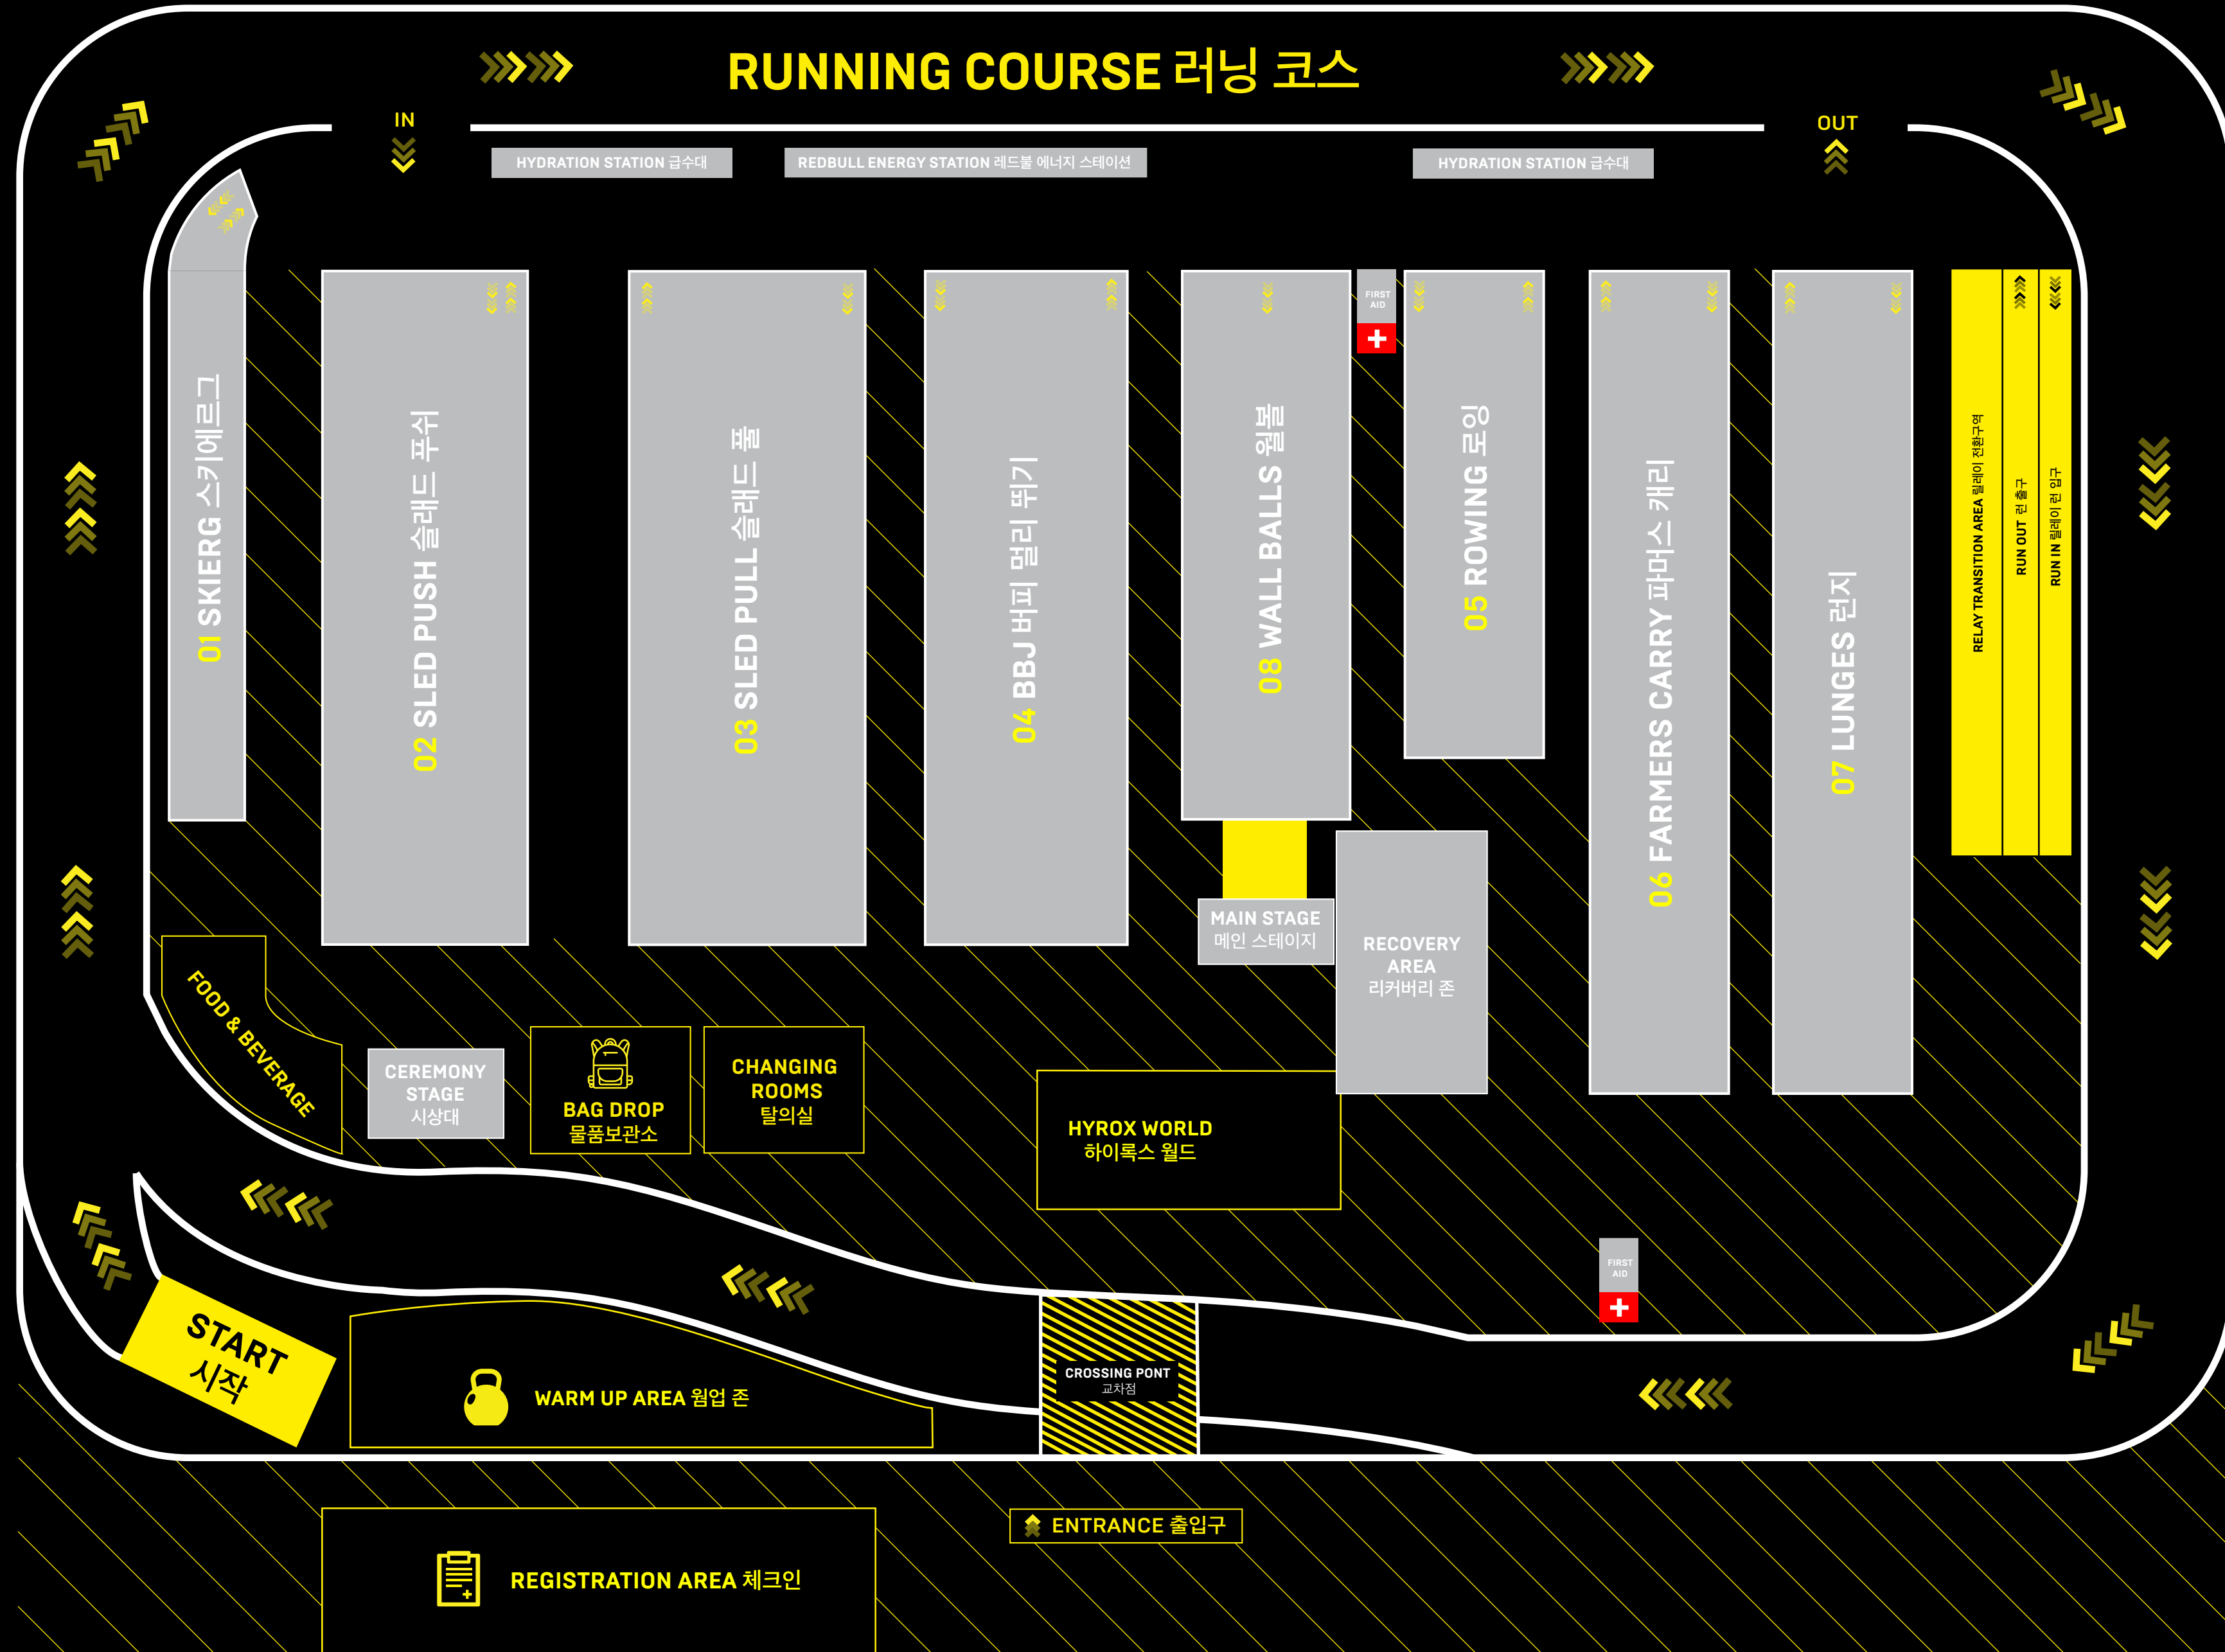 RUNNING COURSE 러닝 코스
IN
OUT
HYDRATION STATION 급수대
REDBULL ENERGY STATION 레드불 에너지 스테이션
HYDRATION STATION 급수대
01 SKIERG 스키에르그
02 SLED PUSH 슬래드 푸쉬
03 SLED PULL 슬래드 풀
04 BBJ 버피 멀리 뛰기
08 WALL BALLS 월볼
FIRST
AID
05 ROWING 로잉
06 FARMERS CARRY 파머스 캐리
07 LUNGES 런지
RELAY TRANSITION AREA 릴레이 전환구역
RUN OUT 런 출구
RUN IN 릴레이 런 입구
MAIN STAGE
메인 스테이지
RECOVERY
AREA
리커버리 존
FOOD & BEVERAGE
CEREMONY
STAGE
시상대
BAG DROP
물품보관소
CHANGING
ROOMS
탈의실
HYROX WORLD
하이록스 월드
FIRST
AID
START
시작
WARM UP AREA 웜업 존
CROSSING PONT
교차점
ENTRANCE 출입구
REGISTRATION AREA 체크인